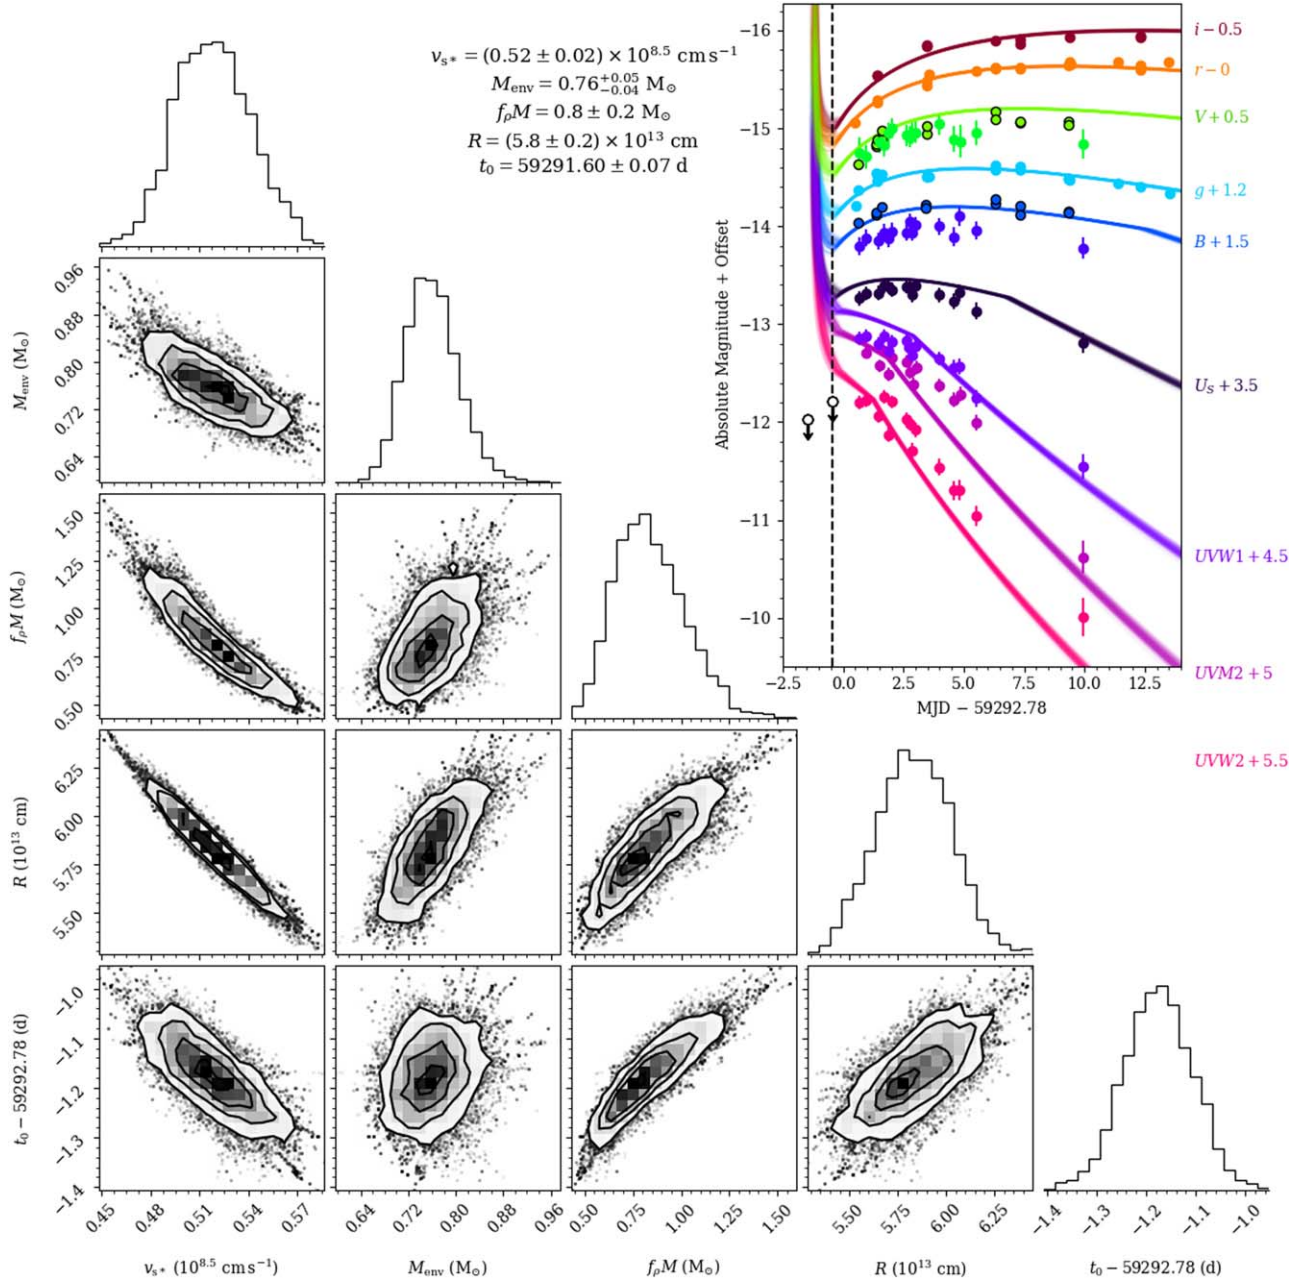 v_s* = (0.52 ± 0.02) × 10^8.5 cm s^−1
M_env = 0.76^+0.05_−0.04 M_⊙
f_ρM = 0.8 ± 0.2 M_⊙
R = (5.8 ± 0.2) × 10^13 cm
t_0 = 59291.60 ± 0.07 d
Absolute Magnitude + Offset
−16
−15
−14
−13
−12
−11
−10
−2.5 0.0 2.5 5.0 7.5 10.0 12.5
MJD − 59292.78
i − 0.5
r − 0
V + 0.5
g + 1.2
B + 1.5
U_S + 3.5
UVW1 + 4.5
UVM2 + 5
UVW2 + 5.5
M_env (M_⊙)
0.96
0.88
0.80
0.72
0.64
f_ρM (M_⊙)
1.50
1.25
1.00
0.75
0.50
R (10^13 cm)
6.25
6.00
5.75
5.50
t_0 − 59292.78 (d)
−1.0
−1.1
−1.2
−1.3
−1.4
0.45 0.48 0.51 0.54 0.57
v_s* (10^8.5 cm s^−1)
0.64 0.72 0.80 0.88 0.96
M_env (M_⊙)
0.50 0.75 1.00 1.25 1.50
f_ρM (M_⊙)
5.50 5.75 6.00 6.25
R (10^13 cm)
−1.4 −1.3 −1.2 −1.1 −1.0
t_0 − 59292.78 (d)